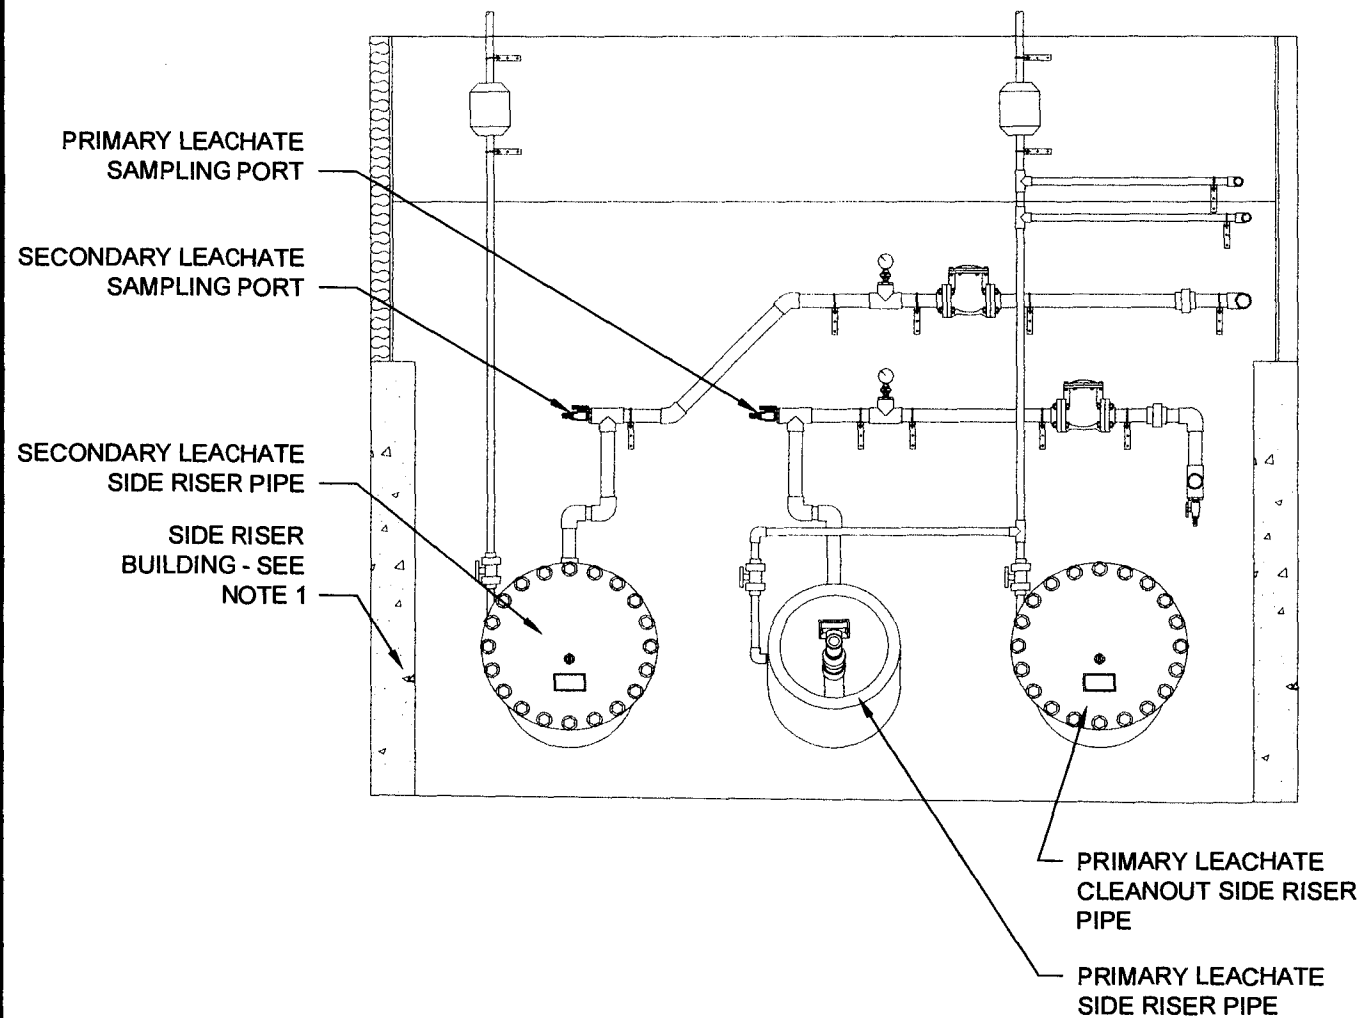 PRIMARY LEACHATE
SAMPLING PORT
SECONDARY LEACHATE
SAMPLING PORT
SECONDARY LEACHATE
SIDE RISER PIPE
SIDE RISER
BUILDING - SEE
NOTE 1
PRIMARY LEACHATE
CLEANOUT SIDE RISER
PIPE
PRIMARY LEACHATE
SIDE RISER PIPE